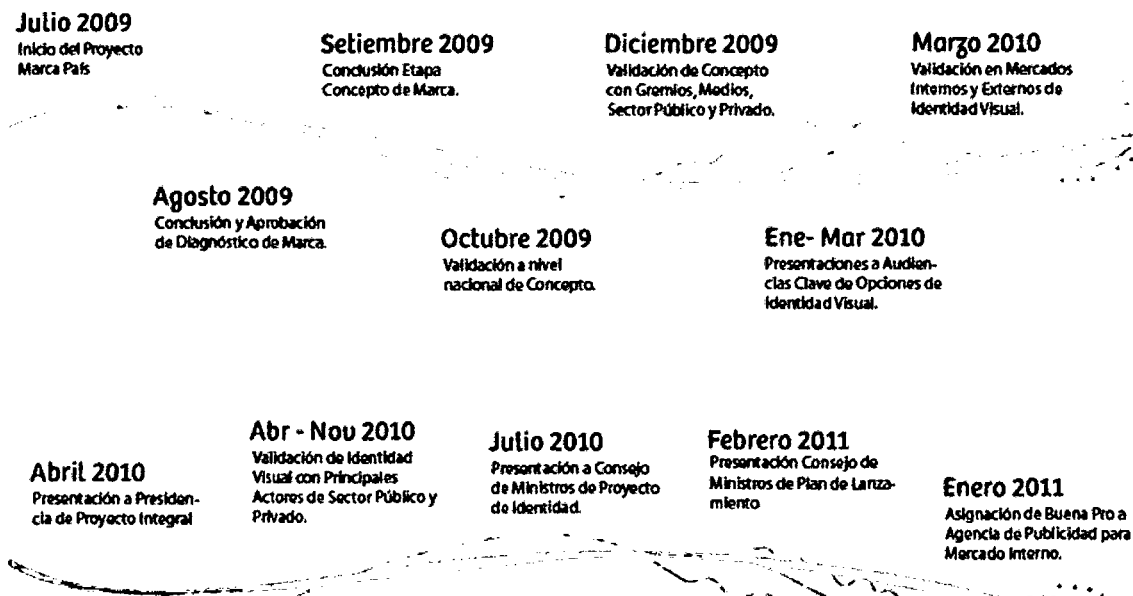 Julio 2009
Inicio del Proyecto
Marca País
Setiembre 2009
Conclusión Etapa
Concepto de Marca.
Diciembre 2009
Validación de Concepto
con Gremios, Medios,
Sector Público y Privado.
Marzo 2010
Validación en Mercados
Internos y Externos de
Identidad Visual.
Agosto 2009
Conclusión y Aprobación
de Diagnóstico de Marca.
Octubre 2009
Validación a nivel
nacional de Concepto.
Ene- Mar 2010
Presentaciones a Audien-
cias Clave de Opciones de
Identidad Visual.
Abril 2010
Presentación a Presiden-
cia de Proyecto Integral
Abr - Nov 2010
Validación de Identidad
Visual con Principales
Actores de Sector Público y
Privado.
Julio 2010
Presentación a Consejo
de Ministros de Proyecto
de Identidad.
Febrero 2011
Presentación Consejo de
Ministros de Plan de Lanza-
miento
Enero 2011
Asignación de Buena Pro a
Agencia de Publicidad para
Mercado Interno.